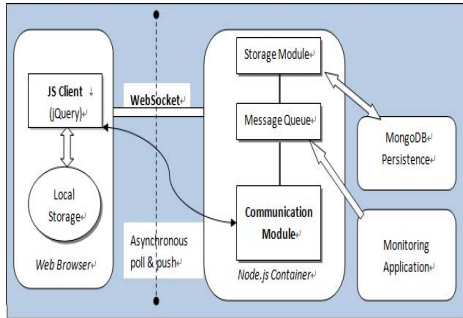 JS Client ↓
(jQuery)
Local
Storage
Web Browser
WebSocket
Asynchronous
poll & push
Storage Module
Message Queue
Communication
Module
Node.js Container
MongoDB
Persistence
Monitoring
Application